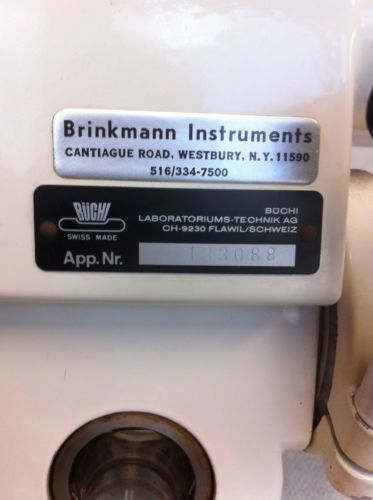 Brinkmann Instruments
CANTIAGUE ROAD, WESTBURY, N.Y. 11590
516/334-7500
BÜCHI
SWISS MADE
BÜCHI
LABORATORIUMS-TECHNIK AG
CH-9230 FLAWIL/SCHWEIZ
App. Nr. 133088